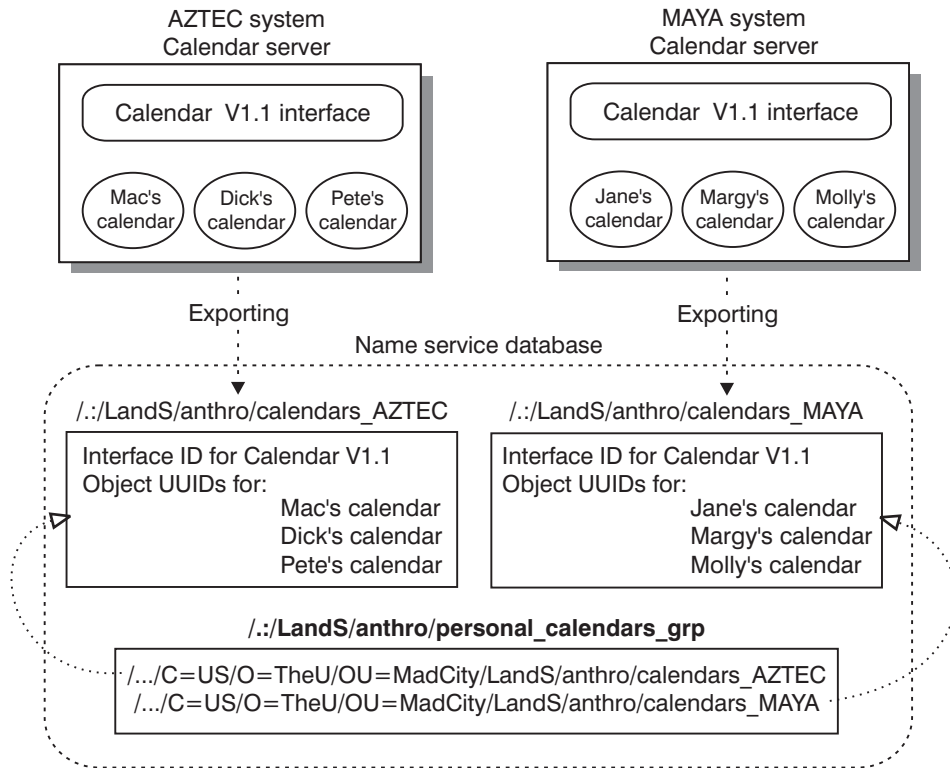 AZTEC system
Calendar server
MAYA system
Calendar server
Calendar V1.1 interface
Calendar V1.1 interface
Mac's
calendar
Dick's
calendar
Pete's
calendar
Jane's
calendar
Margy's
calendar
Molly's
calendar
Exporting
Exporting
Name service database
/.:/LandS/anthro/calendars_AZTEC
/.:/LandS/anthro/calendars_MAYA
Interface ID for Calendar V1.1
Object UUIDs for:
Mac's calendar
Dick's calendar
Pete's calendar
Interface ID for Calendar V1.1
Object UUIDs for:
Jane's calendar
Margy's calendar
Molly's calendar
/.:/LandS/anthro/personal_calendars_grp
/.../C=US/O=TheU/OU=MadCity/LandS/anthro/calendars_AZTEC
/.../C=US/O=TheU/OU=MadCity/LandS/anthro/calendars_MAYA